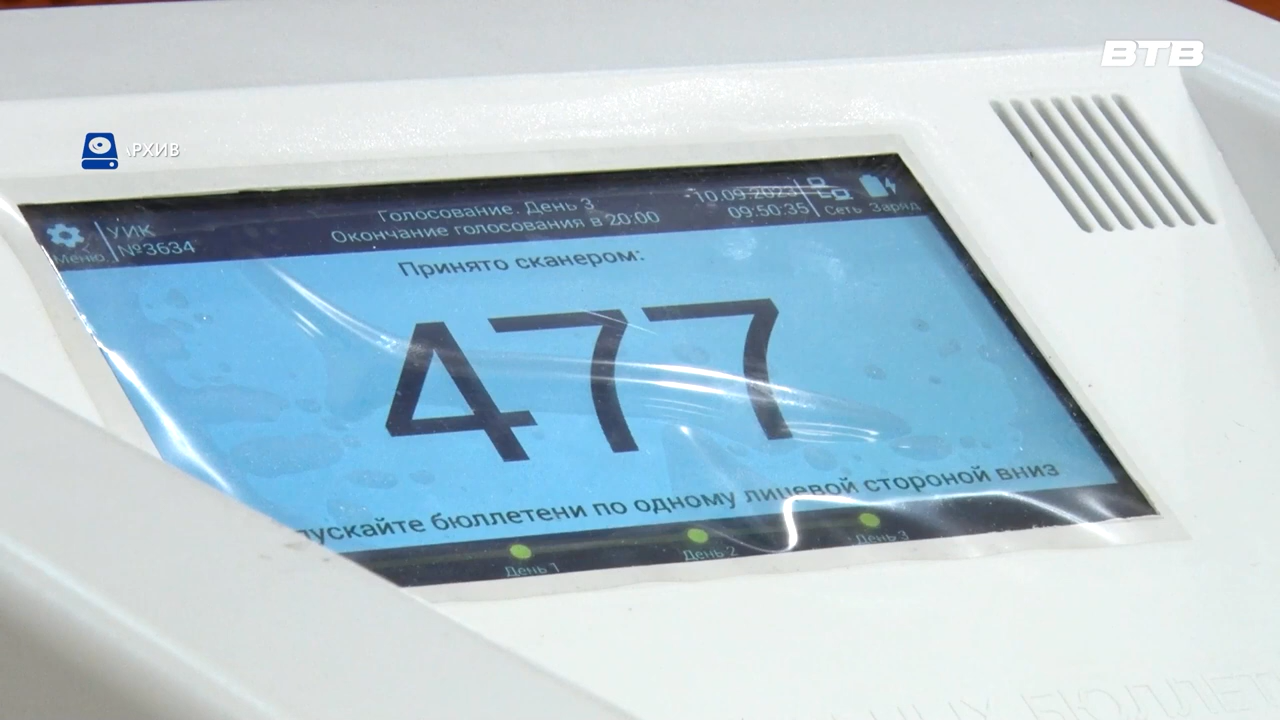 ВТВ
АРХИВ
Меню
УИК
№3634
Голосование. День 3
Окончание голосования в 20:00
10.09.2023
09:50:35
Сеть
Заряд
Принято сканером:
477
пускайте бюллетени по одному лицевой стороной вниз
День 1
День 2
День 3
БЮЛЛЕТ